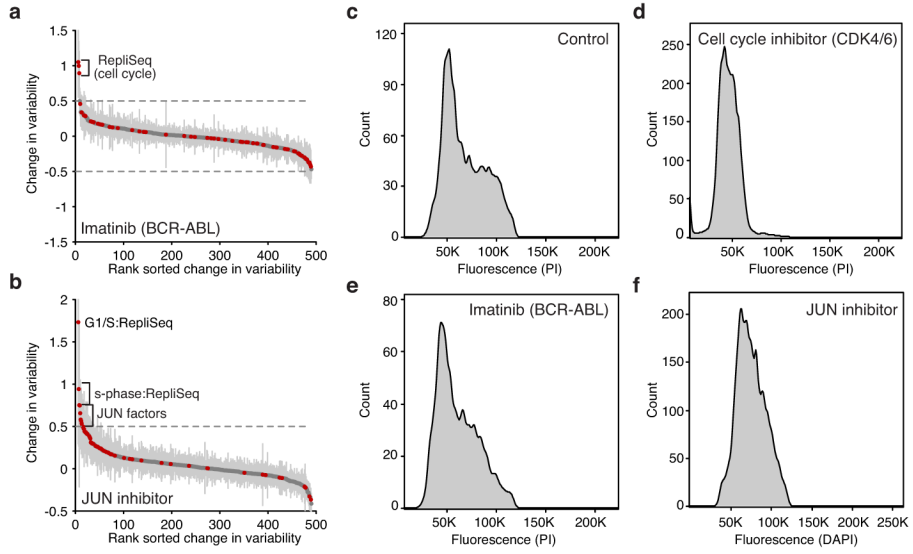 a
1.5
1
0.5
0
-0.5
-1
-1.5
Change in variability
RepliSeq
(cell cycle)
Imatinib (BCR-ABL)
0 100 200 300 400 500
Rank sorted change in variability
b
2
1.5
1
0.5
0
-0.5
Change in variability
G1/S:RepliSeq
s-phase:RepliSeq
JUN factors
JUN inhibitor
0 100 200 300 400 500
Rank sorted change in variability
c
Control
120
90
60
30
0
Count
50K 100K 150K 200K
Fluorescence (PI)
d
Cell cycle inhibitor (CDK4/6)
250
200
150
100
50
0
Count
50K 100K 150K 200K
Fluorescence (PI)
e
Imatinib (BCR-ABL)
80
60
40
20
0
Count
50K 100K 150K 200K
Fluorescence (PI)
f
JUN inhibitor
200
150
100
50
0
Count
50K 100K 150K 200K 250K
Fluorescence (DAPI)